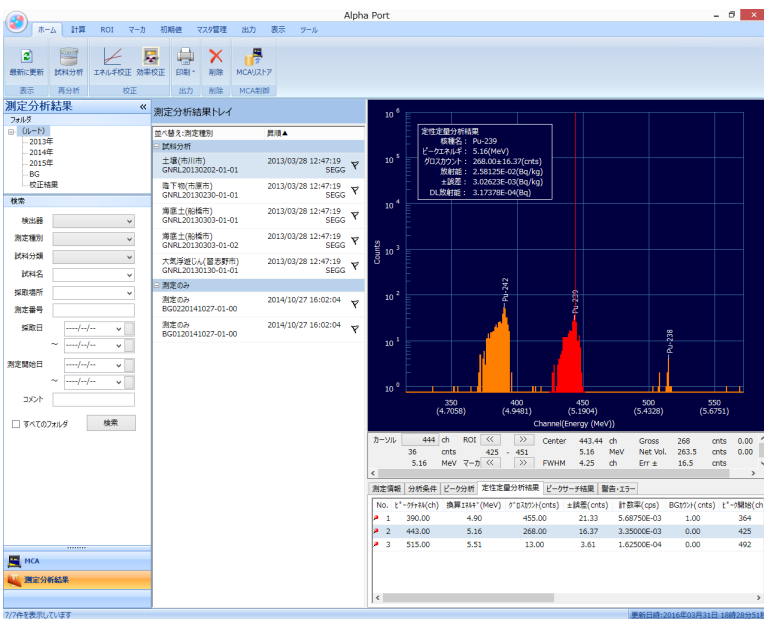 Alpha Port
ホーム 計算 ROI マーカ 初期値 マスタ管理 出力 表示 ツール
最新に更新 試料分析 エネルギ校正 効率校正 印刷 削除 MCAリストア
表示 再分析 校正 出力 削除 MCA制御
測定分析結果 «
フォルダ
(ルート)
2013年
2014年
2015年
BG
校正結果
検索
検出器
測定種別
試料分類
試料名
採取場所
測定番号
採取日 ----/--/--
~ ----/--/--
測定開始日 ----/--/--
~ ----/--/--
コメント
すべてのフォルダ 検索
MCA
測定分析結果
7/7件を表示しています
測定分析結果トレイ
並べ替え:測定種別 昇順▲
試料分析
土壌(市川市) 2013/03/28 12:47:19
GNRL20130202-01-01 SEGG
降下物(市原市) 2013/03/28 12:47:19
GNRL20130230-01-01 SEGG
海底土(船橋市) 2013/03/28 12:47:19
GNRL20130303-01-01 SEGG
海底土(船橋市) 2013/03/28 12:47:19
GNRL20130303-01-02 SEGG
大気浮遊じん(習志野市) 2013/03/28 12:47:19
GNRL20130130-01-01 SEGG
測定のみ
測定のみ 2014/10/27 16:02:04
BG0220141027-01-00
測定のみ 2014/10/27 16:02:04
BG0120141027-01-00
定性定量分析結果
核種名 : Pu-239
ピークエネルギ : 5.16(MeV)
グロスカウント : 268.00±16.37(cnts)
放射能 : 2.58125E-02(Bq/kg)
±誤差 : 3.02623E-03(Bq/kg)
DL放射能 : 3.17378E-04(Bq)
10 6
10 5
10 4
10 3
10 2
10 1
10 0
Counts
Pu-242
Pu-239
Pu-238
350 400 450 500 550
(4.7058) (4.9481) (5.1904) (5.4328) (5.6751)
Channel(Energy (MeV))
カーソル 444 ch ROI << >> Center 443.44 ch Gross 268 cnts 0.00
36 cnts 425 - 451 5.16 MeV Net Vol. 263.5 cnts 0.00
5.16 MeV マーカ << >> FWHM 4.25 ch Err ± 16.5 cnts
測定情報 分析条件 ピーク分析 定性定量分析結果 ピークサーチ結果 警告・エラー
No. ピークチャネル(ch) 換算エネルギ(MeV) グロスカウント(cnts) ±誤差(cnts) 計数率(cps) BGカウント(cnts) ピーク開始(ch
1 390.00 4.90 455.00 21.33 5.68750E-03 1.00 364
2 443.00 5.16 268.00 16.37 3.35000E-03 0.00 425
3 515.00 5.51 13.00 3.61 1.62500E-04 0.00 492
更新日時:2016年03月31日 18時28分51秒